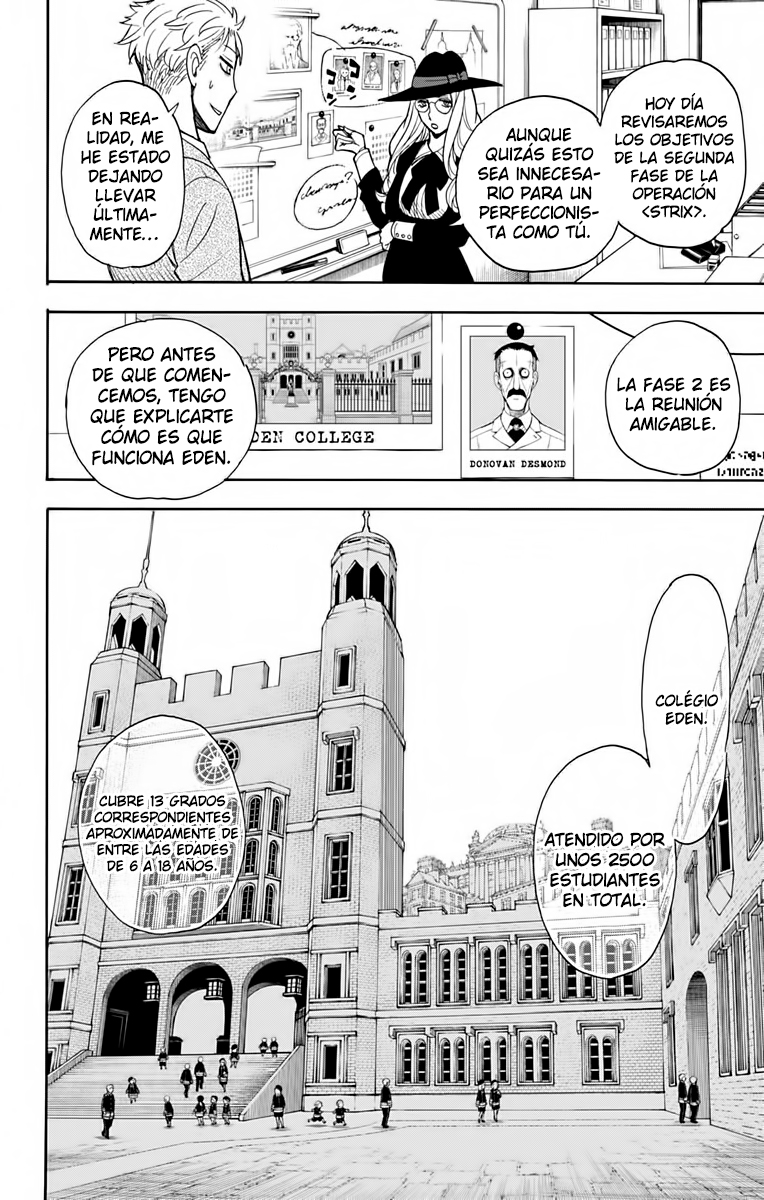 HOY DÍA
REVISAREMOS
LOS OBJETIVOS
DE LA SEGUNDA
FASE DE LA
OPERACIÓN
<STRIX>.
AUNQUE
QUIZÁS ESTO
SEA INNECESA-
RIO PARA UN
PERFECCIONIS-
TA COMO TÚ.
EN REA-
LIDAD, ME
HE ESTADO
DEJANDO
LLEVAR
ÚLTIMA-
MENTE...
LA FASE 2 ES
LA REUNIÓN
AMIGABLE.
DONOVAN DESMOND
PERO ANTES
DE QUE COMEN-
CEMOS, TENGO
QUE EXPLICARTE
CÓMO ES QUE
FUNCIONA EDEN.
DEN COLLEGE
COLÉGIO
EDEN.
ATENDIDO POR
UNOS 2500
ESTUDIANTES
EN TOTAL.
CUBRE 13 GRADOS
CORRESPONDIENTES
APROXIMADAMENTE DE
ENTRE LAS EDADES
DE 6 A 18 AÑOS.